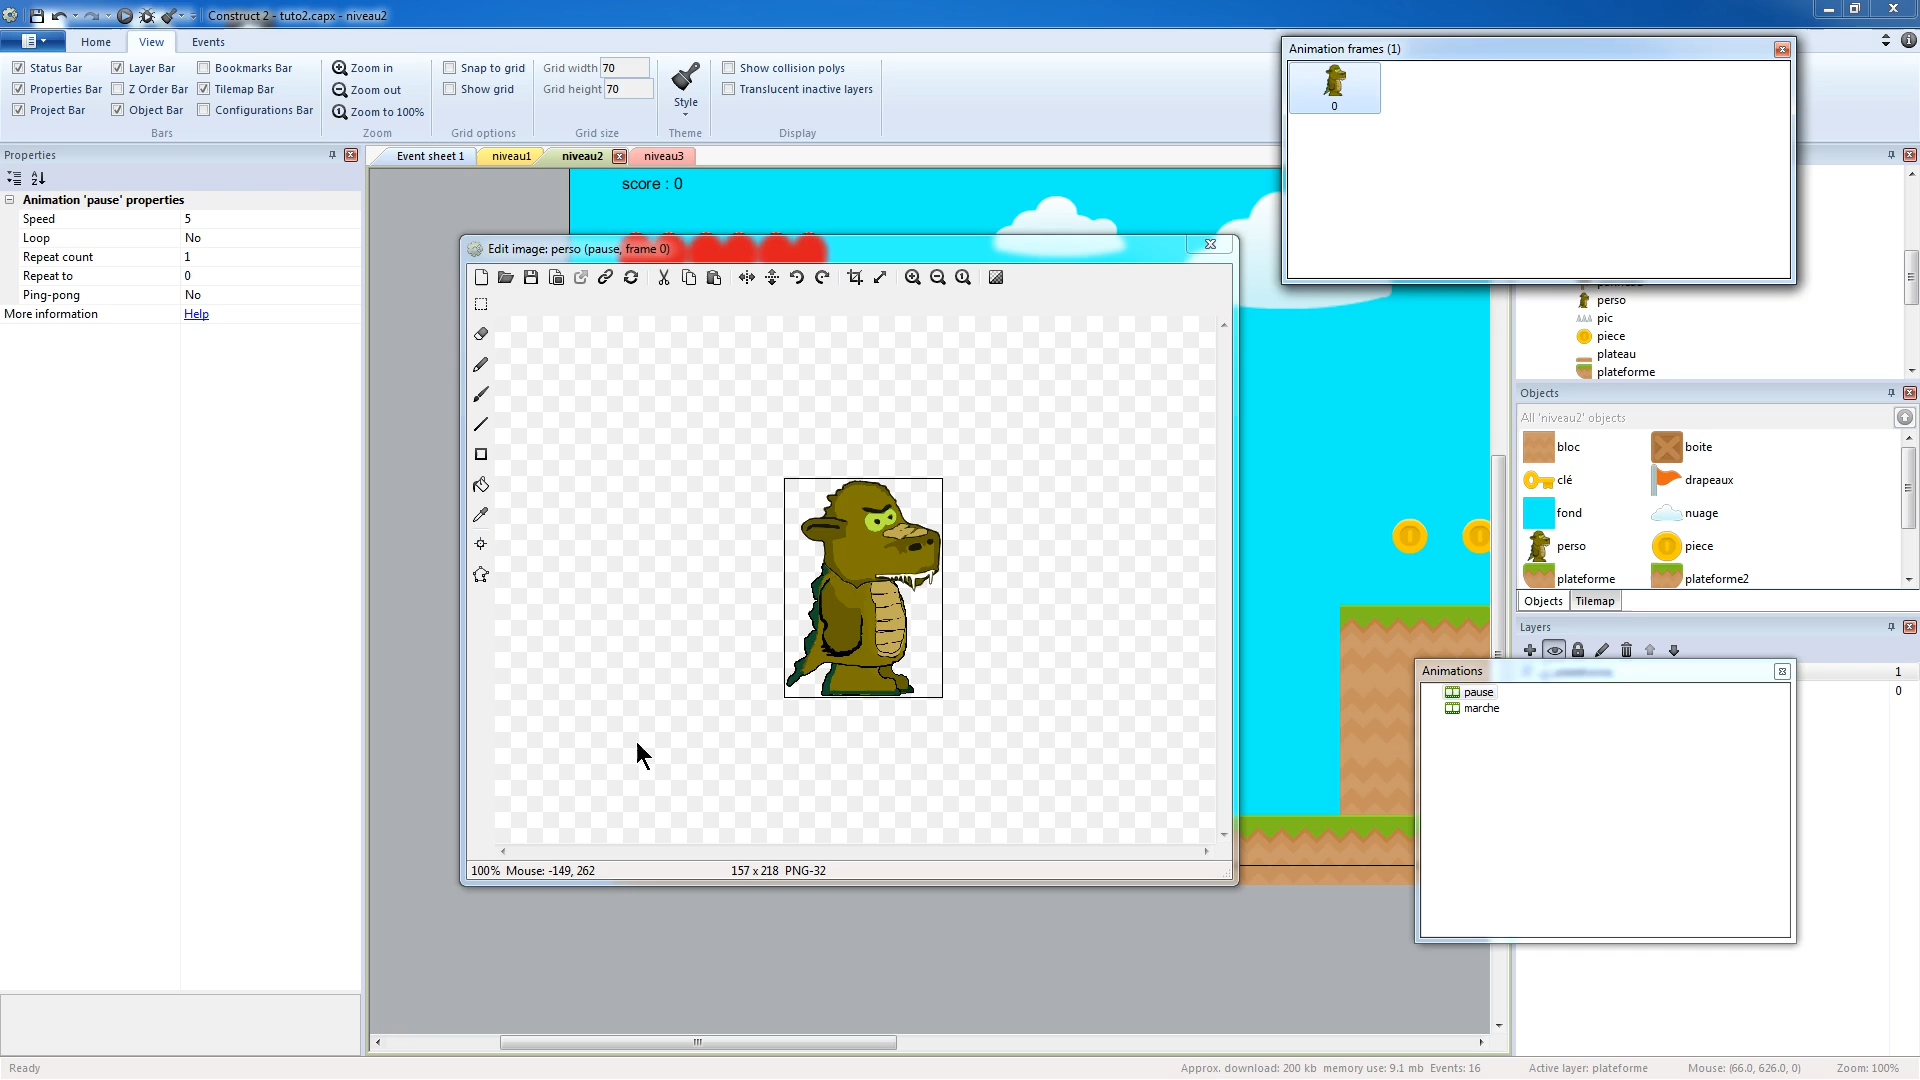 Construct 2 - tuto2.capx - niveau2
Home
View
Events
Status Bar
Layer Bar
Bookmarks Bar
Properties Bar
Z Order Bar
Tilemap Bar
Project Bar
Object Bar
Configurations Bar
Bars
Zoom in
Zoom out
Zoom to 100%
Zoom
Snap to grid
Show grid
Grid options
Grid width 70
Grid height 70
Grid size
Style
Theme
Show collision polys
Translucent inactive layers
Display
Animation frames (1)
0
Properties
Animation 'pause' properties
Speed 5
Loop No
Repeat count 1
Repeat to 0
Ping-pong No
More information Help
Event sheet 1
niveau1
niveau2
niveau3
score : 0
Edit image: perso (pause, frame 0)
100% Mouse: -149, 262
157 x 218 PNG-32
perso
pic
piece
plateau
plateforme
Objects
All 'niveau2' objects
bloc
boite
clé
drapeaux
fond
nuage
perso
piece
plateforme
plateforme2
Objects
Tilemap
Layers
1
0
Animations
pause
marche
Ready
Approx. download: 200 kb memory use: 9.1 mb Events: 16
Active layer: plateforme
Mouse: (66.0, 626.0, 0)
Zoom: 100%